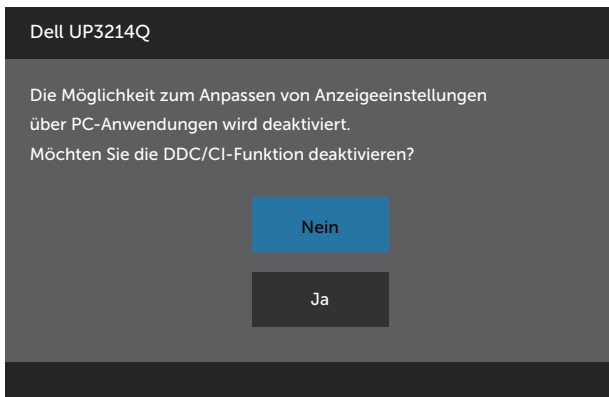 Dell UP3214Q
Die Möglichkeit zum Anpassen von Anzeigeeinstellungen
über PC-Anwendungen wird deaktiviert.
Möchten Sie die DDC/CI-Funktion deaktivieren?
Nein
Ja